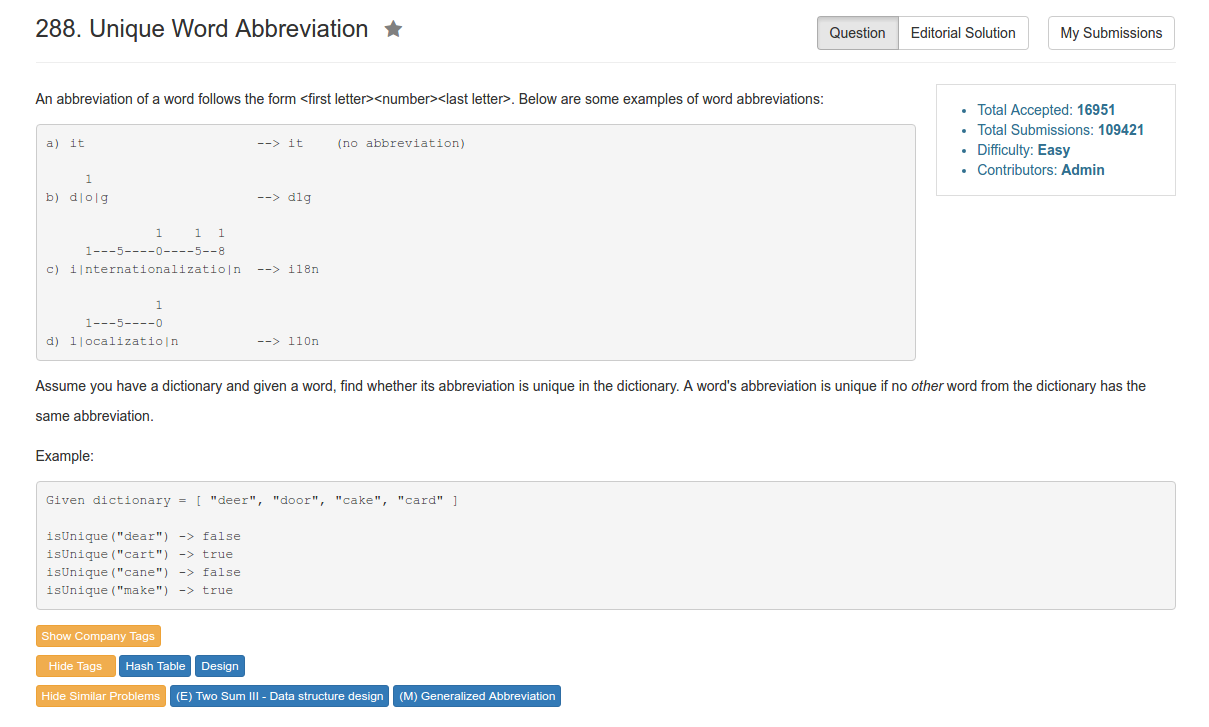 288. Unique Word Abbreviation
Question
Editorial Solution
My Submissions
An abbreviation of a word follows the form <first letter><number><last letter>. Below are some examples of word abbreviations:
Total Accepted: 16951
Total Submissions: 109421
Difficulty: Easy
Contributors: Admin
a) it                      --> it    (no abbreviation)
     1
b) d|o|g                   --> d1g
              1    1  1
     1---5----0----5--8
c) i|nternationalizatio|n  --> i18n
              1
     1---5----0
d) l|ocalizatio|n          --> l10n
Assume you have a dictionary and given a word, find whether its abbreviation is unique in the dictionary. A word's abbreviation is unique if no other word from the dictionary has the
same abbreviation.
Example:
Given dictionary = [ "deer", "door", "cake", "card" ]
isUnique("dear") -> false
isUnique("cart") -> true
isUnique("cane") -> false
isUnique("make") -> true
Show Company Tags
Hide Tags Hash Table Design
Hide Similar Problems (E) Two Sum III - Data structure design (M) Generalized Abbreviation